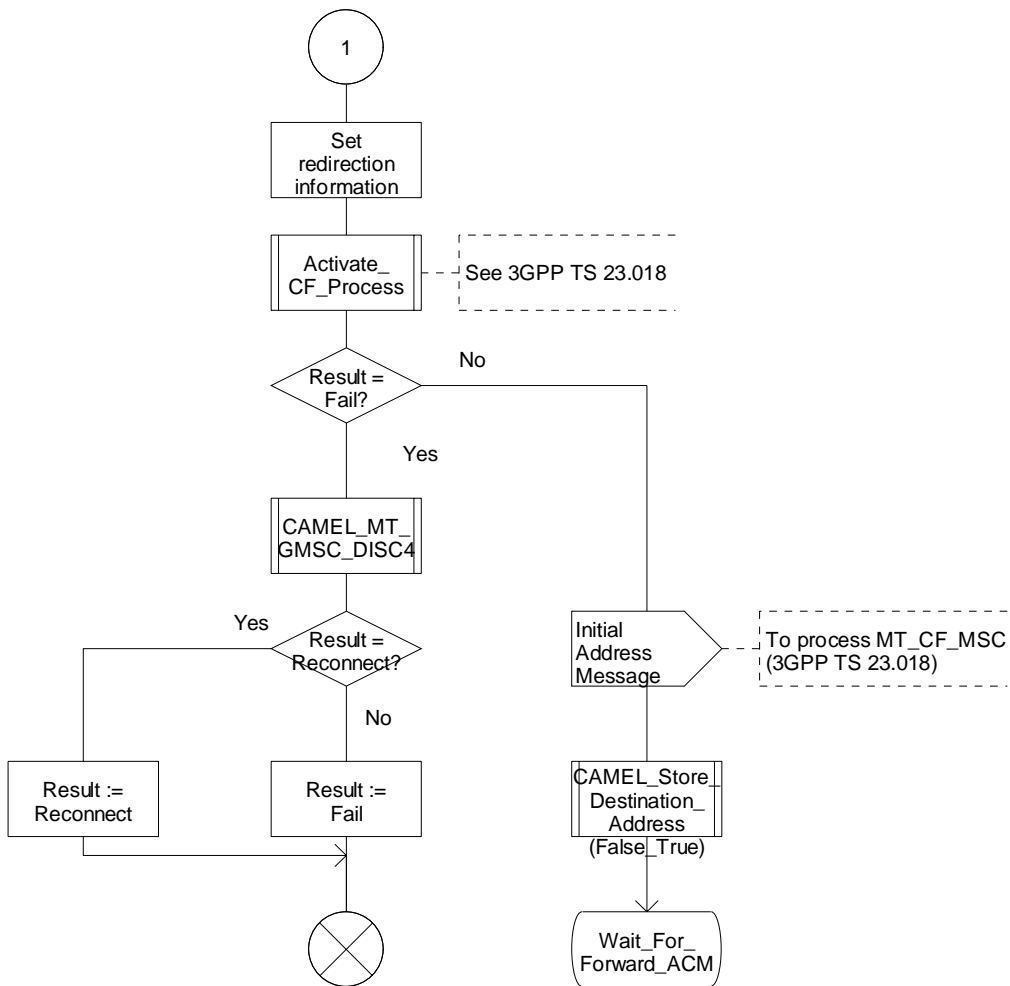 1
Set
redirection
information
Activate_
CF_Process
See 3GPP TS 23.018
Result =
Fail?
No
Yes
CAMEL_MT_
GMSC_DISC4
Yes
Result =
Reconnect?
No
Initial
Address
Message
To process MT_CF_MSC
(3GPP TS 23.018)
Result :=
Reconnect
Result :=
Fail
CAMEL_Store_
Destination_
Address
(False_True)
Wait_For_
Forward_ACM